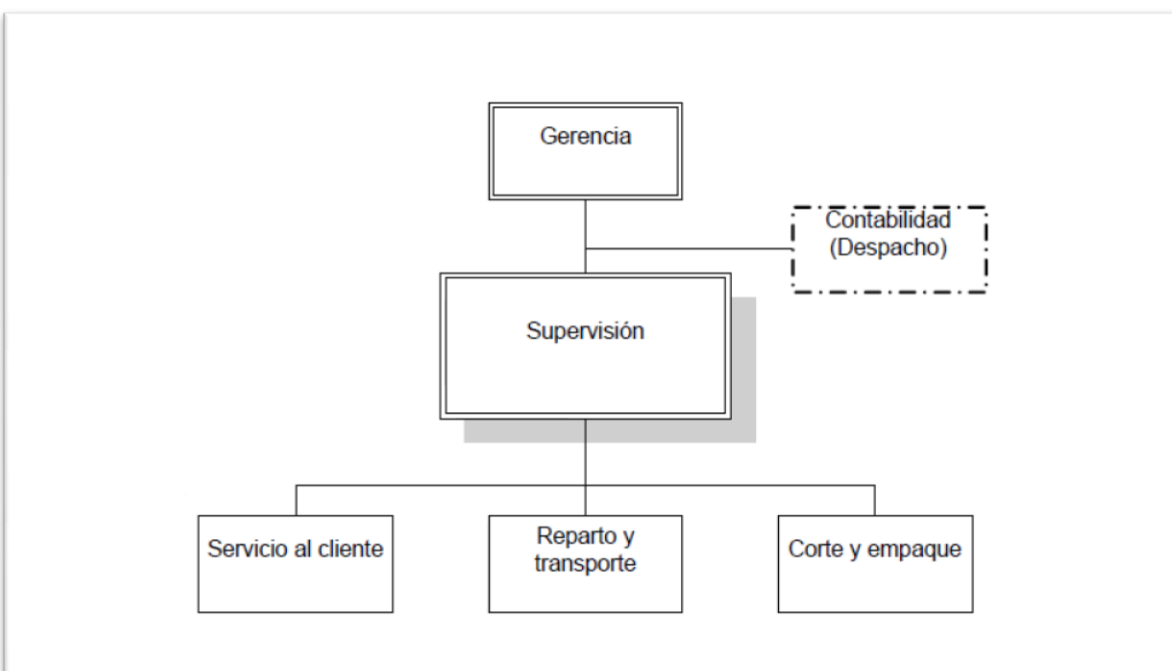 Gerencia
Contabilidad
(Despacho)
Supervisión
Servicio al cliente
Reparto y
transporte
Corte y empaque